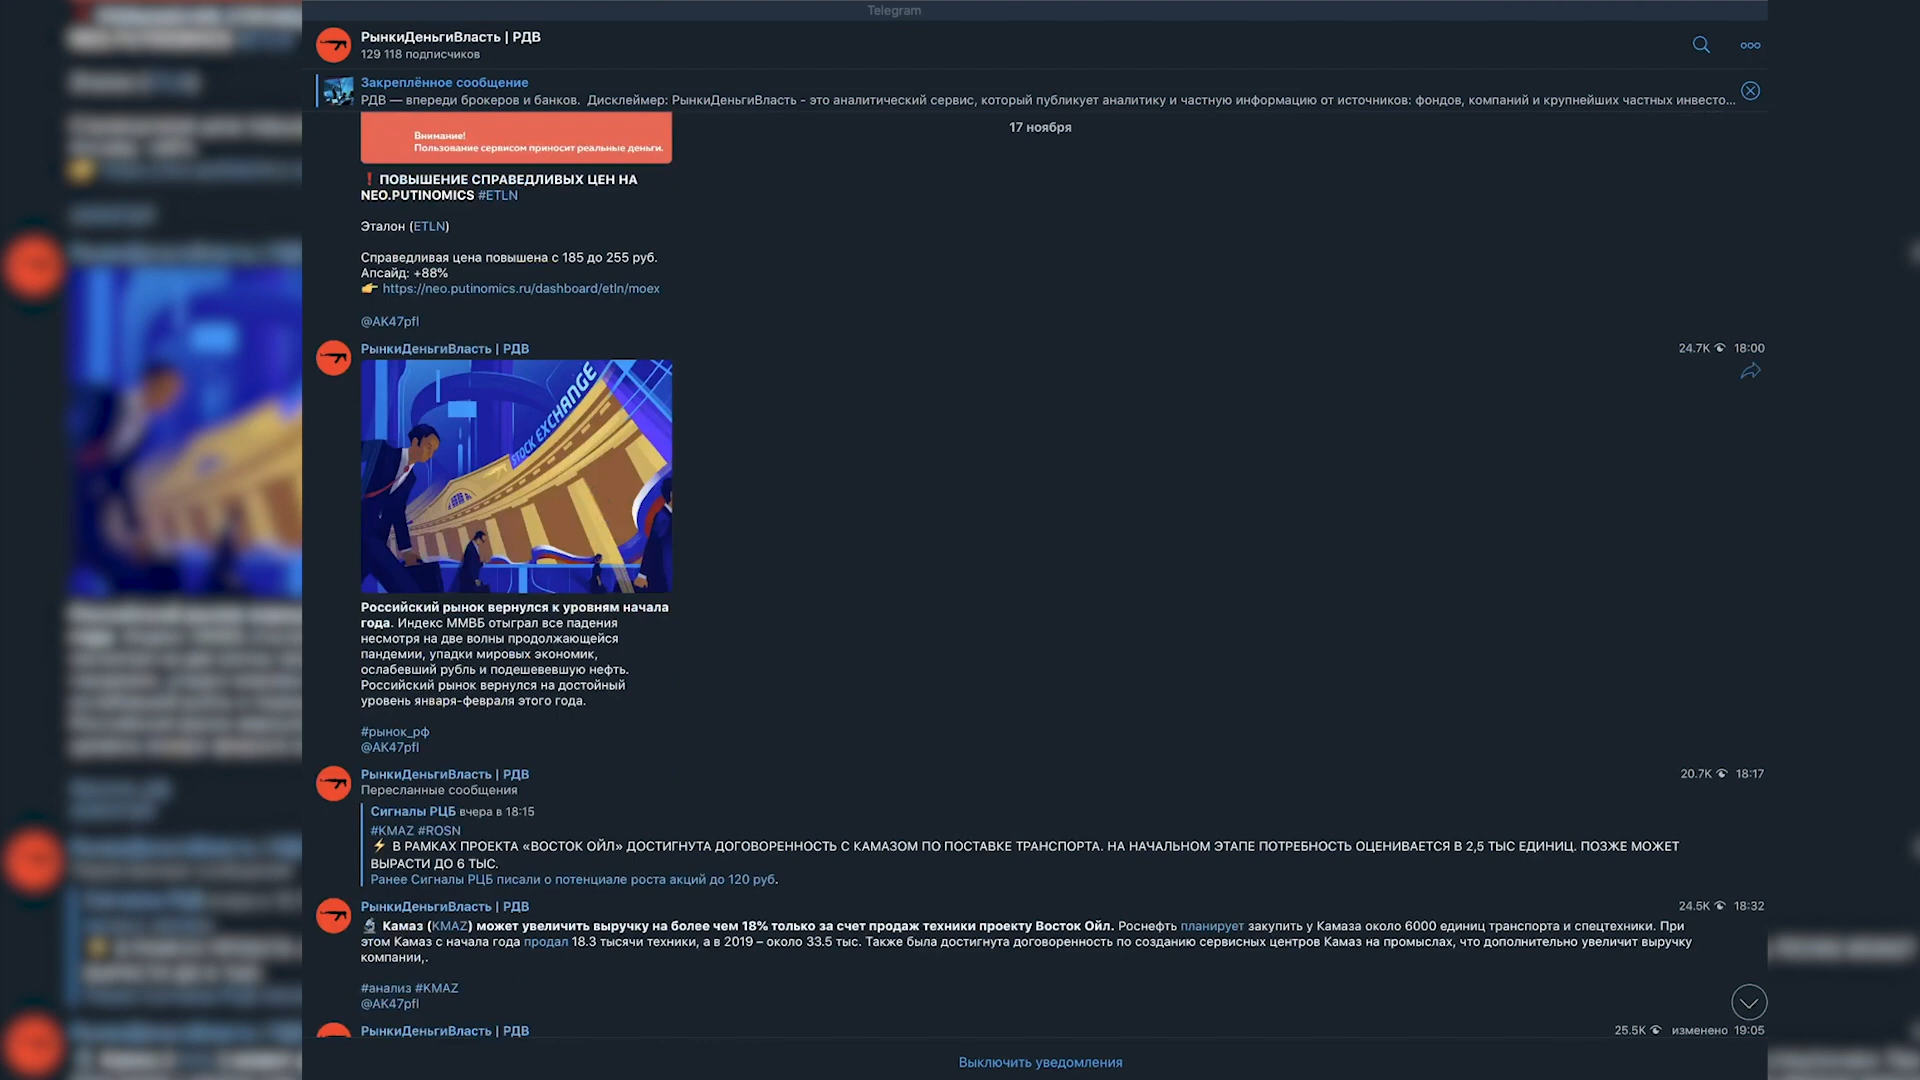 Telegram
РынкиДеньгиВласть | РДВ
129 118 подписчиков
Закреплённое сообщение
РДВ — впереди брокеров и банков. Дисклеймер: РынкиДеньгиВласть - это аналитический сервис, который публикует аналитику и частную информацию от источников: фондов, компаний и крупнейших частных инвесто...
17 ноября
Внимание!
Пользование сервисом приносит реальные деньги.
❗ ПОВЫШЕНИЕ СПРАВЕДЛИВЫХ ЦЕН НА
NEO.PUTINOMICS #ETLN
Эталон (ETLN)
Справедливая цена повышена с 185 до 255 руб.
Апсайд: +88%
👉 https://neo.putinomics.ru/dashboard/etln/moex
@AK47pfl
РынкиДеньгиВласть | РДВ
24.7K 18:00
STOCK EXCHANGE
Российский рынок вернулся к уровням начала
года. Индекс ММВБ отыграл все падения
несмотря на две волны продолжающейся
пандемии, упадки мировых экономик,
ослабевший рубль и подешевевшую нефть.
Российский рынок вернулся на достойный
уровень января-февраля этого года.
#рынок_рф
@AK47pfl
РынкиДеньгиВласть | РДВ
20.7K 18:17
Пересланные сообщения
Сигналы РЦБ вчера в 18:15
#KMAZ #ROSN
⚡ В РАМКАХ ПРОЕКТА «ВОСТОК ОЙЛ» ДОСТИГНУТА ДОГОВОРЕННОСТЬ С КАМАЗОМ ПО ПОСТАВКЕ ТРАНСПОРТА. НА НАЧАЛЬНОМ ЭТАПЕ ПОТРЕБНОСТЬ ОЦЕНИВАЕТСЯ В 2,5 ТЫС ЕДИНИЦ. ПОЗЖЕ МОЖЕТ
ВЫРАСТИ ДО 6 ТЫС.
Ранее Сигналы РЦБ писали о потенциале роста акций до 120 руб.
РынкиДеньгиВласть | РДВ
24.5K 18:32
🔬 Камаз (KMAZ) может увеличить выручку на более чем 18% только за счет продаж техники проекту Восток Ойл. Роснефть планирует закупить у Камаза около 6000 единиц транспорта и спецтехники. При
этом Камаз с начала года продал 18.3 тысячи техники, а в 2019 – около 33.5 тыс. Также была достигнута договоренность по созданию сервисных центров Камаз на промыслах, что дополнительно увеличит выручку
компании,.
#анализ #KMAZ
@AK47pfl
РынкиДеньгиВласть | РДВ
25.5K изменено 19:05
Выключить уведомления